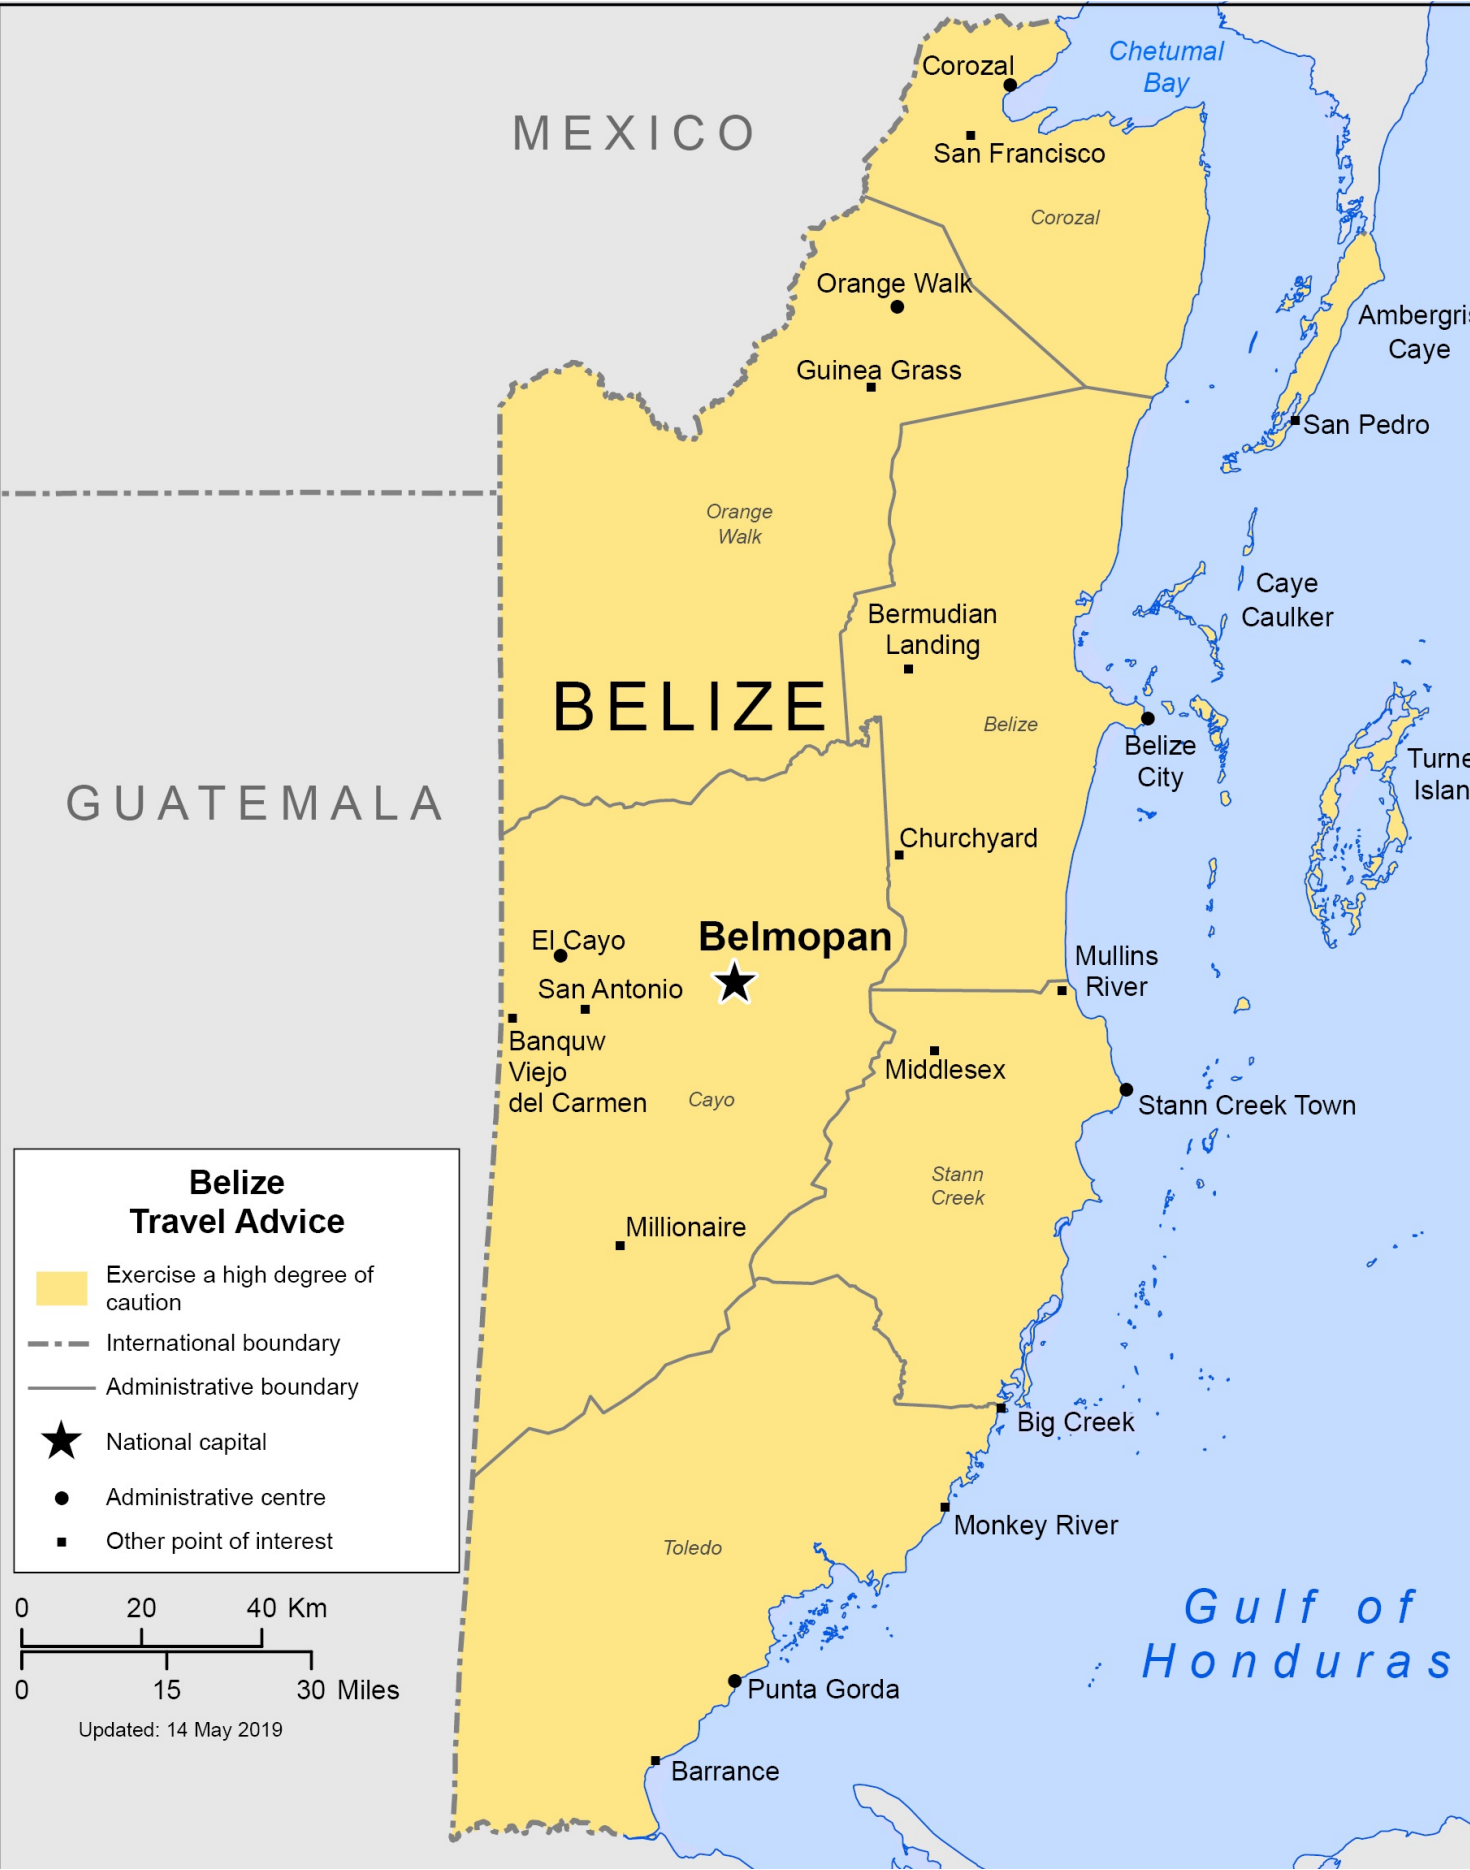 Chetumal
Bay
Corozal
MEXICO
San Francisco
Corozal
Orange Walk
Ambergris
Caye
Guinea Grass
San Pedro
Orange
Walk
Caye
Caulker
Bermudian
Landing
BELIZE
Belize
Belize
City
Turne
Islan
GUATEMALA
Churchyard
Belmopan
El Cayo
Mullins
River
San Antonio
Banquw
Viejo
del Carmen
Middlesex
Cayo
Stann Creek Town
Stann
Creek
Millionaire
Belize
Travel Advice
Exercise a high degree of
caution
International boundary
Administrative boundary
National capital
Administrative centre
Other point of interest
Big Creek
Monkey River
Toledo
0 20 40 Km
0 15 30 Miles
Updated: 14 May 2019
Gulf of
Honduras
Punta Gorda
Barrance